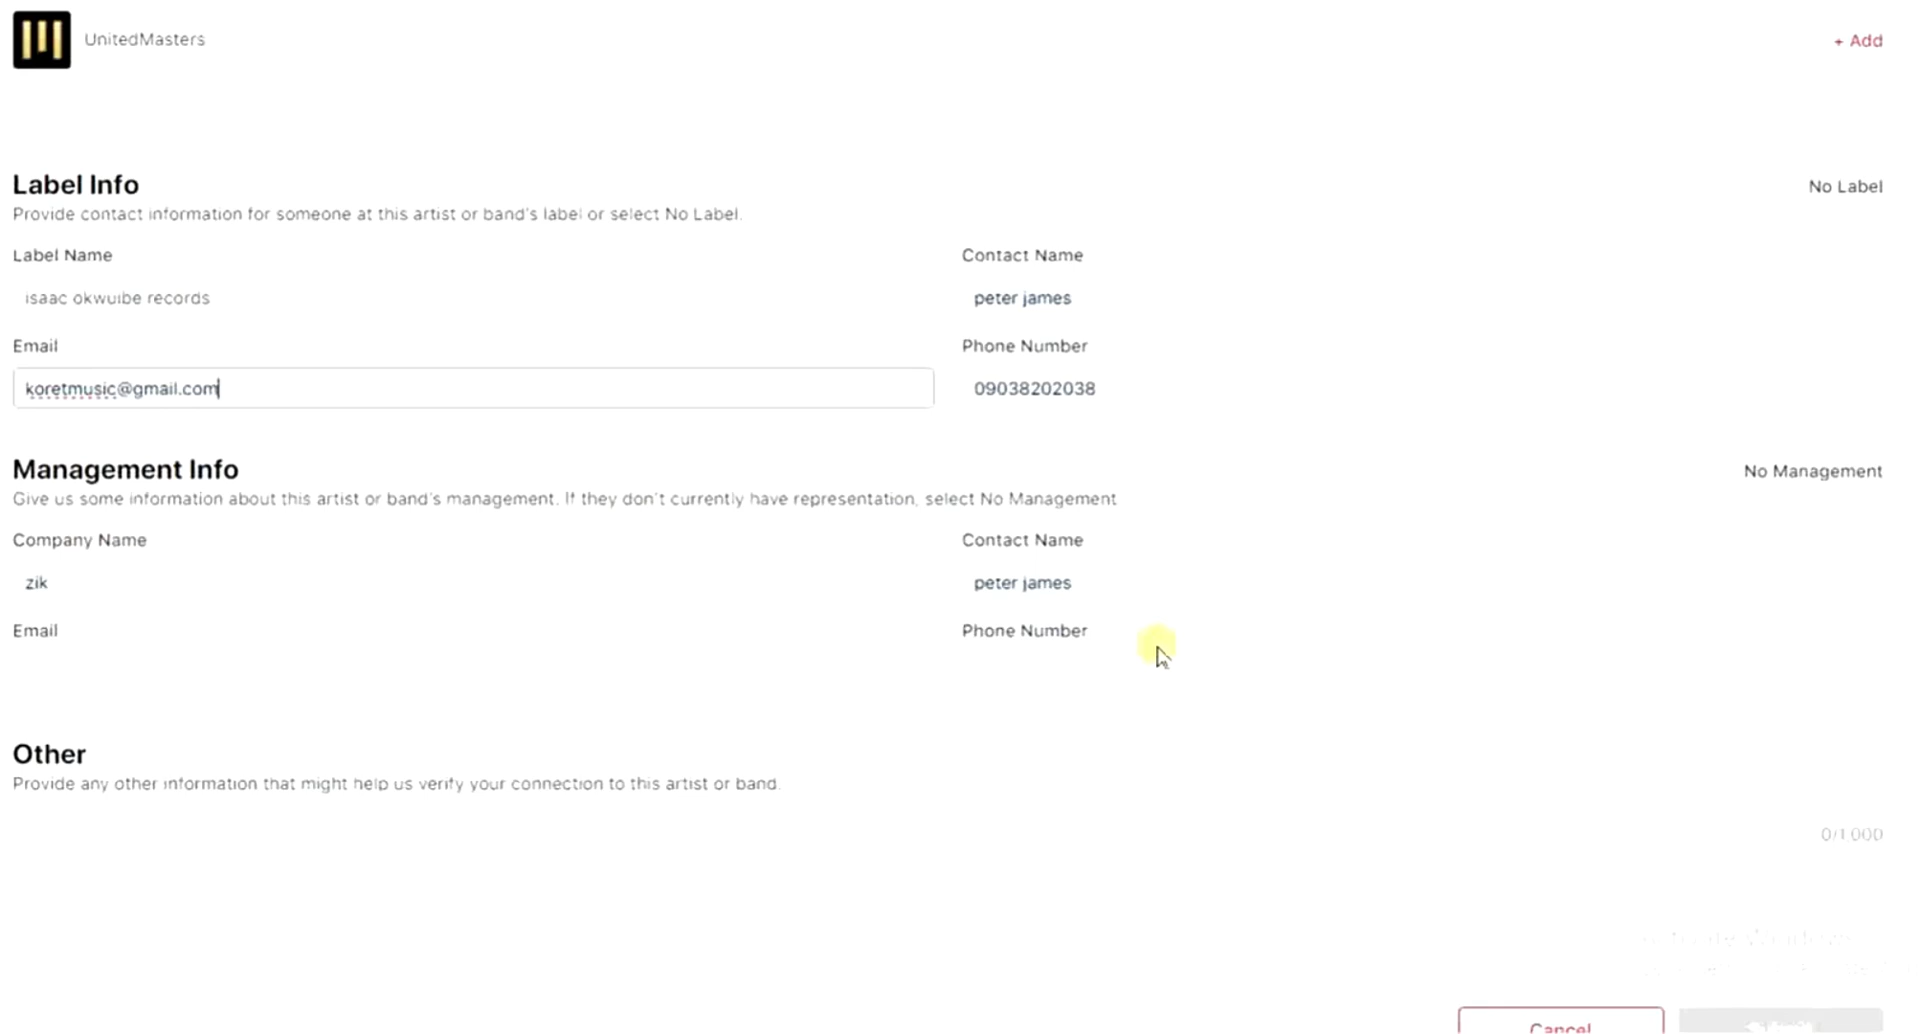 UnitedMasters
+ Add
Label Info
No Label
Provide contact information for someone at this artist or band's label or select No Label.
Label Name
Contact Name
isaac okwuibe records
peter james
Email
Phone Number
koretmusic@gmail.com
09038202038
Management Info
No Management
Give us some information about this artist or band's management. If they don't currently have representation, select No Management
Company Name
Contact Name
zik
peter james
Email
Phone Number
Other
Provide any other information that might help us verify your connection to this artist or band.
0/1 000
Cancel